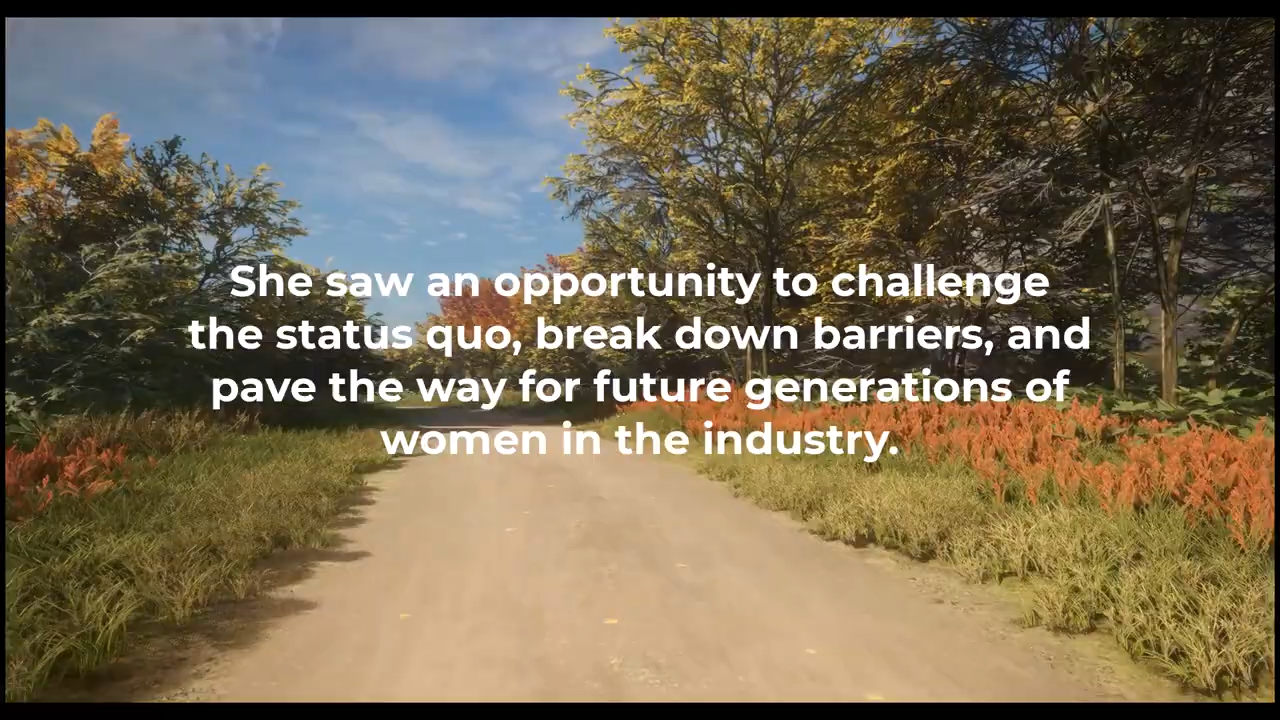 She saw an opportunity to challenge
the status quo, break down barriers, and
pave the way for future generations of
women in the industry.